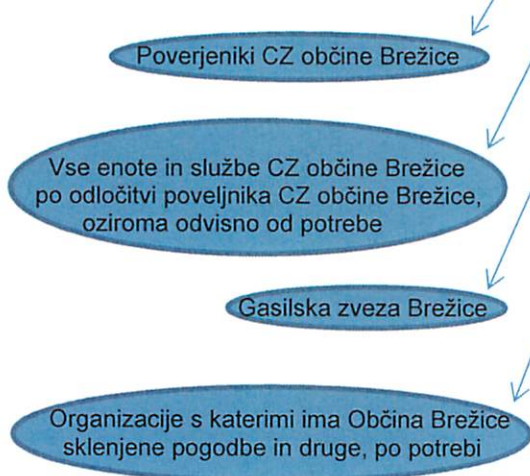 Poverjeniki CZ občine Brežice
Vse enote in službe CZ občine Brežice
po odločitvi poveljnika CZ občine Brežice,
oziroma odvisno od potrebe
Gasilska zveza Brežice
Organizacije s katerimi ima Občina Brežice
sklenjene pogodbe in druge, po potrebi